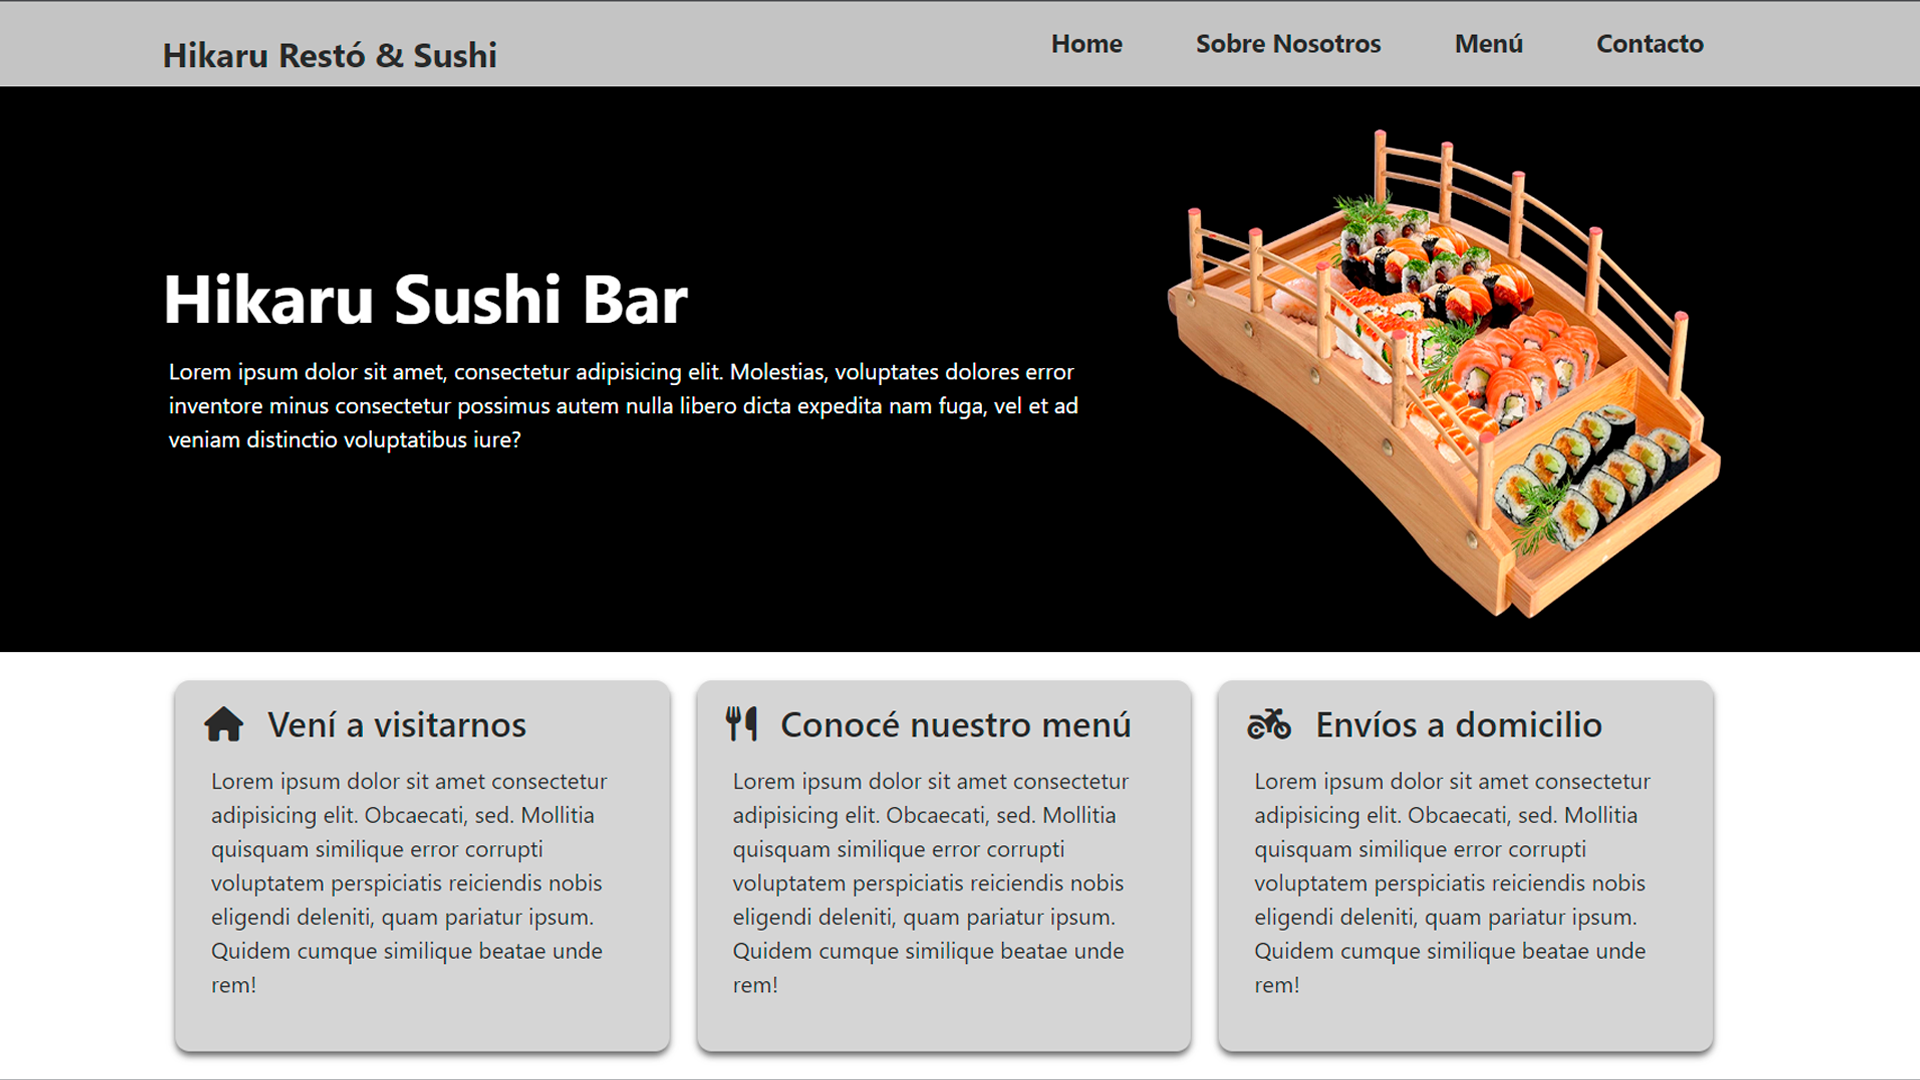 Hikaru Restó & Sushi
Home
Sobre Nosotros
Menú
Contacto
Hikaru Sushi Bar
Lorem ipsum dolor sit amet, consectetur adipisicing elit. Molestias, voluptates dolores error
inventore minus consectetur possimus autem nulla libero dicta expedita nam fuga, vel et ad
veniam distinctio voluptatibus iure?
Vení a visitarnos
Lorem ipsum dolor sit amet consectetur
adipisicing elit. Obcaecati, sed. Mollitia
quisquam similique error corrupti
voluptatem perspiciatis reiciendis nobis
eligendi deleniti, quam pariatur ipsum.
Quidem cumque similique beatae unde
rem!
Conocé nuestro menú
Lorem ipsum dolor sit amet consectetur
adipisicing elit. Obcaecati, sed. Mollitia
quisquam similique error corrupti
voluptatem perspiciatis reiciendis nobis
eligendi deleniti, quam pariatur ipsum.
Quidem cumque similique beatae unde
rem!
Envíos a domicilio
Lorem ipsum dolor sit amet consectetur
adipisicing elit. Obcaecati, sed. Mollitia
quisquam similique error corrupti
voluptatem perspiciatis reiciendis nobis
eligendi deleniti, quam pariatur ipsum.
Quidem cumque similique beatae unde
rem!